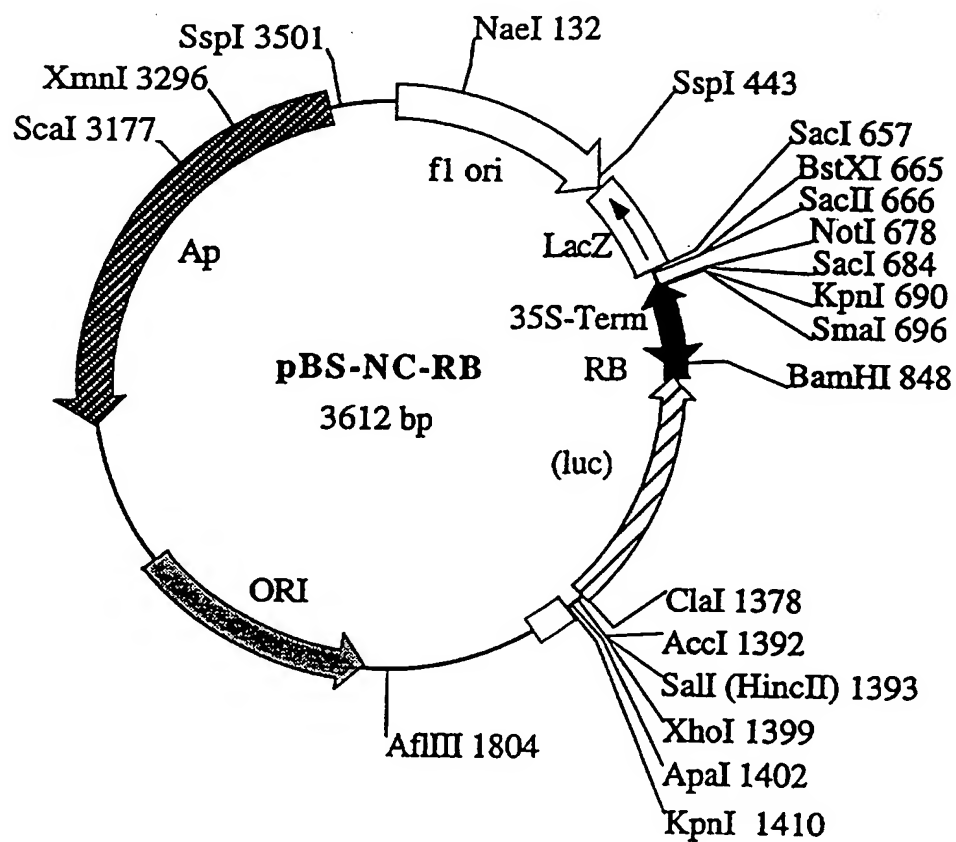 SspI 3501
NaeI 132
XmnI 3296
SspI 443
ScaI 3177
SacI 657
BstXI 665
SacII 666
NotI 678
SacI 684
KpnI 690
SmaI 696
f1 ori
LacZ
Ap
35S-Term
RB
BamHI 848
pBS-NC-RB
3612 bp
(luc)
ORI
ClaI 1378
AccI 1392
SalI (HincII) 1393
XhoI 1399
ApaI 1402
KpnI 1410
AflIII 1804